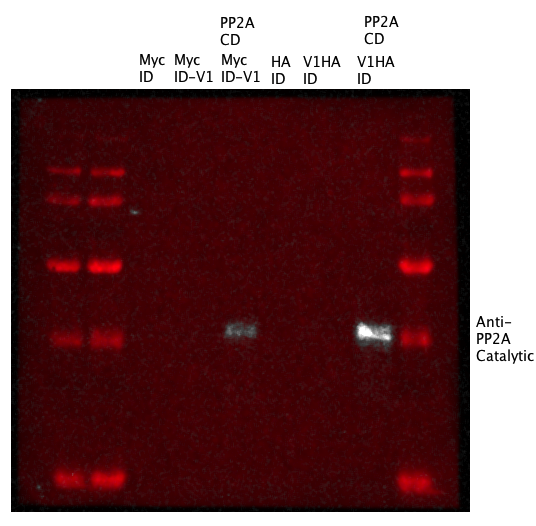 PP2A
CD
PP2A
CD
Myc
ID
Myc
ID-V1
Myc
ID-V1
HA
ID
V1HA
ID
V1HA
ID
Anti-
PP2A
Catalytic